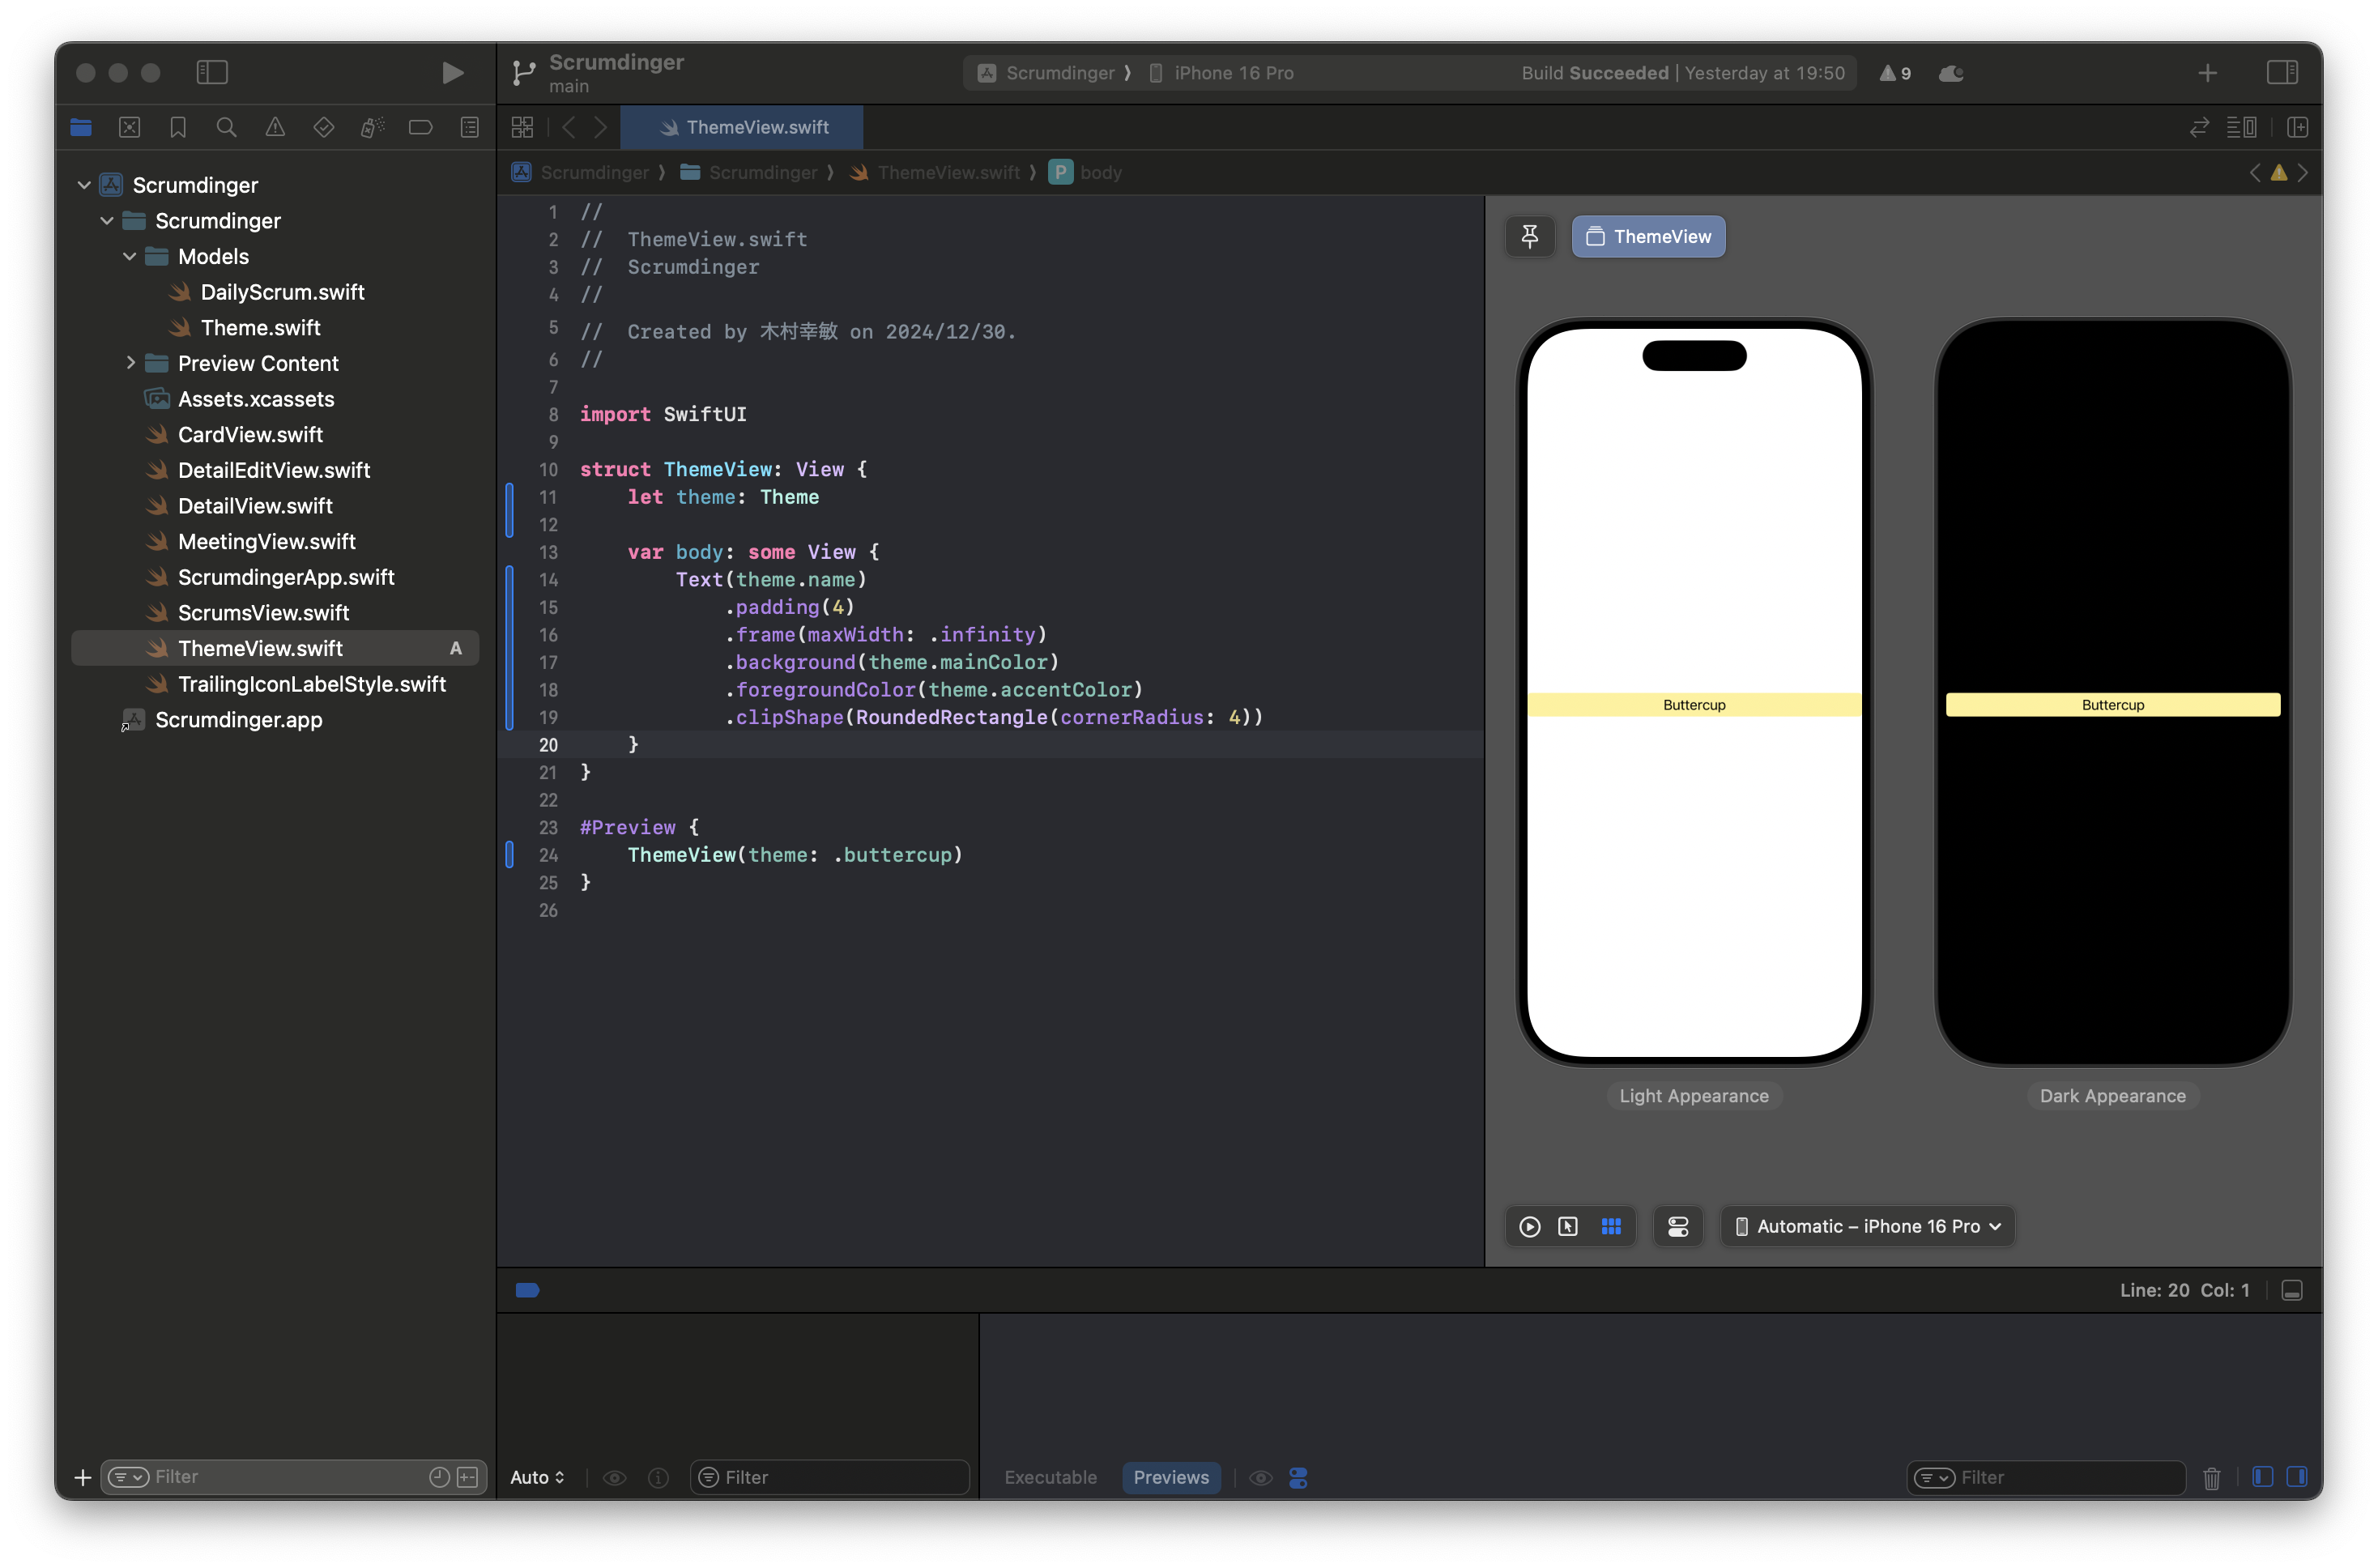 Scrumdinger
main
Scrumdinger ⟩ iPhone 16 Pro
Build Succeeded | Yesterday at 19:50
9
ThemeView.swift
Scrumdinger ⟩ Scrumdinger ⟩ ThemeView.swift ⟩ P body
Scrumdinger
Scrumdinger
Models
DailyScrum.swift
Theme.swift
Preview Content
Assets.xcassets
CardView.swift
DetailEditView.swift
DetailView.swift
MeetingView.swift
ScrumdingerApp.swift
ScrumsView.swift
ThemeView.swift A
TrailingIconLabelStyle.swift
Scrumdinger.app
Filter
1 //
2 //  ThemeView.swift
3 //  Scrumdinger
4 //
5 //  Created by 木村幸敏 on 2024/12/30.
6 //
7
8 import SwiftUI
9
10 struct ThemeView: View {
11     let theme: Theme
12
13     var body: some View {
14         Text(theme.name)
15             .padding(4)
16             .frame(maxWidth: .infinity)
17             .background(theme.mainColor)
18             .foregroundColor(theme.accentColor)
19             .clipShape(RoundedRectangle(cornerRadius: 4))
20     }
21 }
22
23 #Preview {
24     ThemeView(theme: .buttercup)
25 }
26
ThemeView
Buttercup
Buttercup
Light Appearance
Dark Appearance
Automatic – iPhone 16 Pro
Line: 20 Col: 1
Auto
Filter
Executable
Previews
Filter